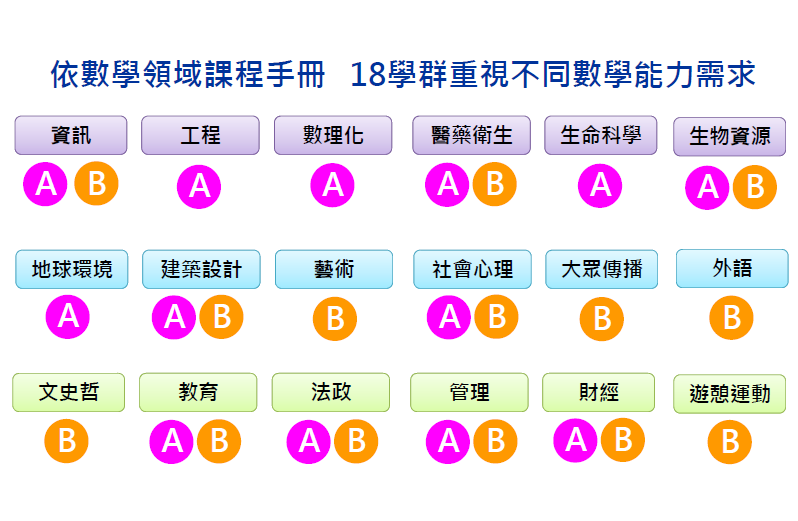 依數學領域課程手冊 18學群重視不同數學能力需求
資訊 工程 數理化 醫藥衛生 生命科學 生物資源
A B A A A B A A B
地球環境 建築設計 藝術 社會心理 大眾傳播 外語
A A B B A B B B
文史哲 教育 法政 管理 財經 遊憩運動
B A B A B A B A B B